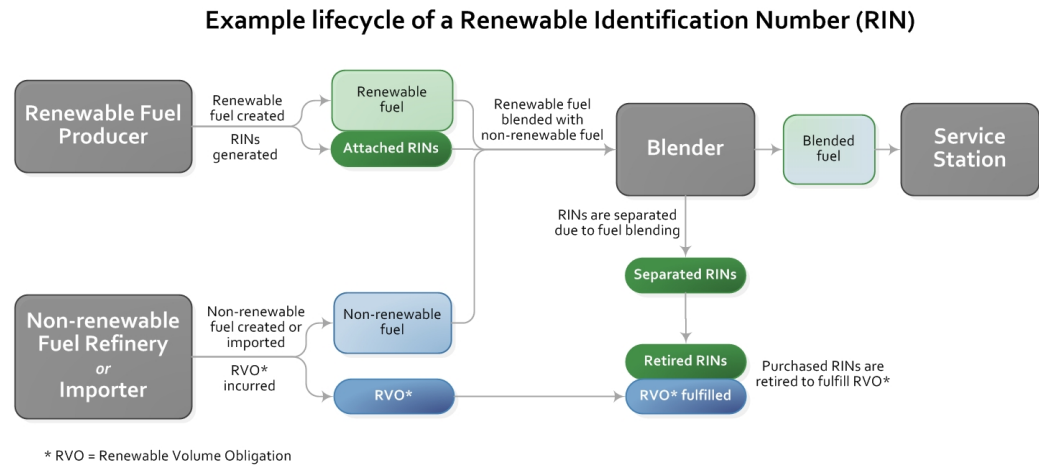 Example lifecycle of a Renewable Identification Number (RIN)
Renewable Fuel
Producer
Renewable
fuel created
RINs
generated
Renewable
fuel
Attached RINs
Renewable fuel
blended with
non-renewable fuel
Blender
Blended
fuel
Service
Station
RINs are separated
due to fuel blending
Separated RINs
Non-renewable
Fuel Refinery
or
Importer
Non-renewable
fuel created or
imported
RVO*
incurred
Non-renewable
fuel
RVO*
Retired RINs
RVO* fulfilled
Purchased RINs are
retired to fulfill RVO*
* RVO = Renewable Volume Obligation